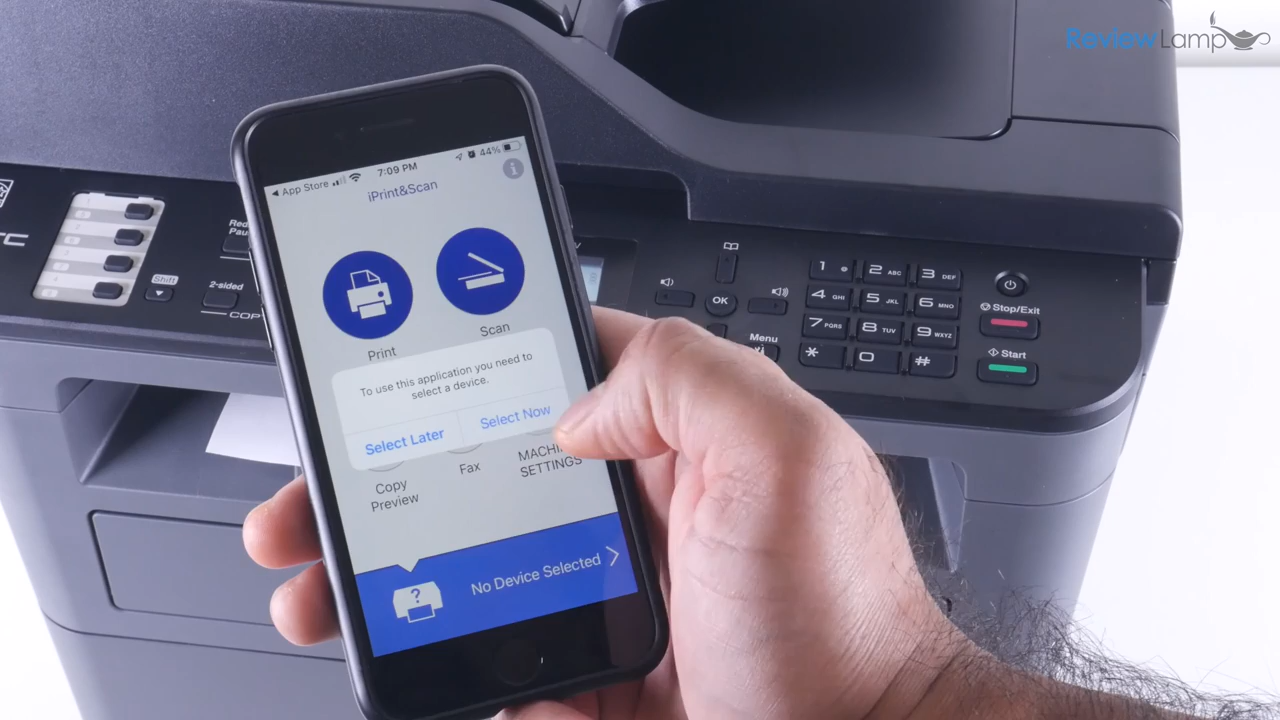 ReviewLamp
App Store
7:09 PM
44%
iPrint&Scan
i
Print
Scan
To use this application you need to
select a device.
Select Later
Select Now
Copy
Preview
Fax
SETTINGS
?
No Device Selected
Shift
2-sided
COPY
OK
Menu
1
2 ABC
3 DEF
4 GHI
5 JKL
6 MNO
7 PQRS
8 TUV
9 WXYZ
*
0
#
Stop/Exit
Start